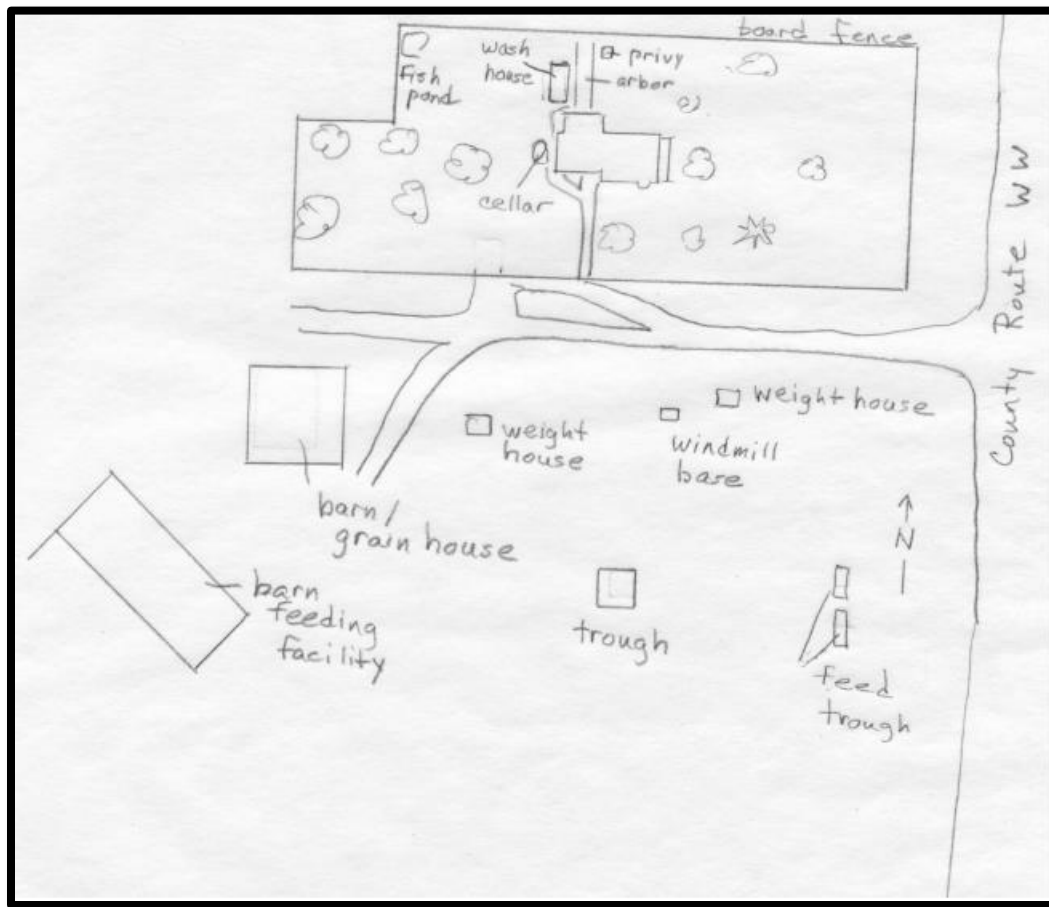 board fence
wash
house
privy
arbor
Fish
pond
cellar
County Route WW
weight house
weight
house
windmill
base
barn/
grain house
N
barn
feeding
facility
trough
feed
trough